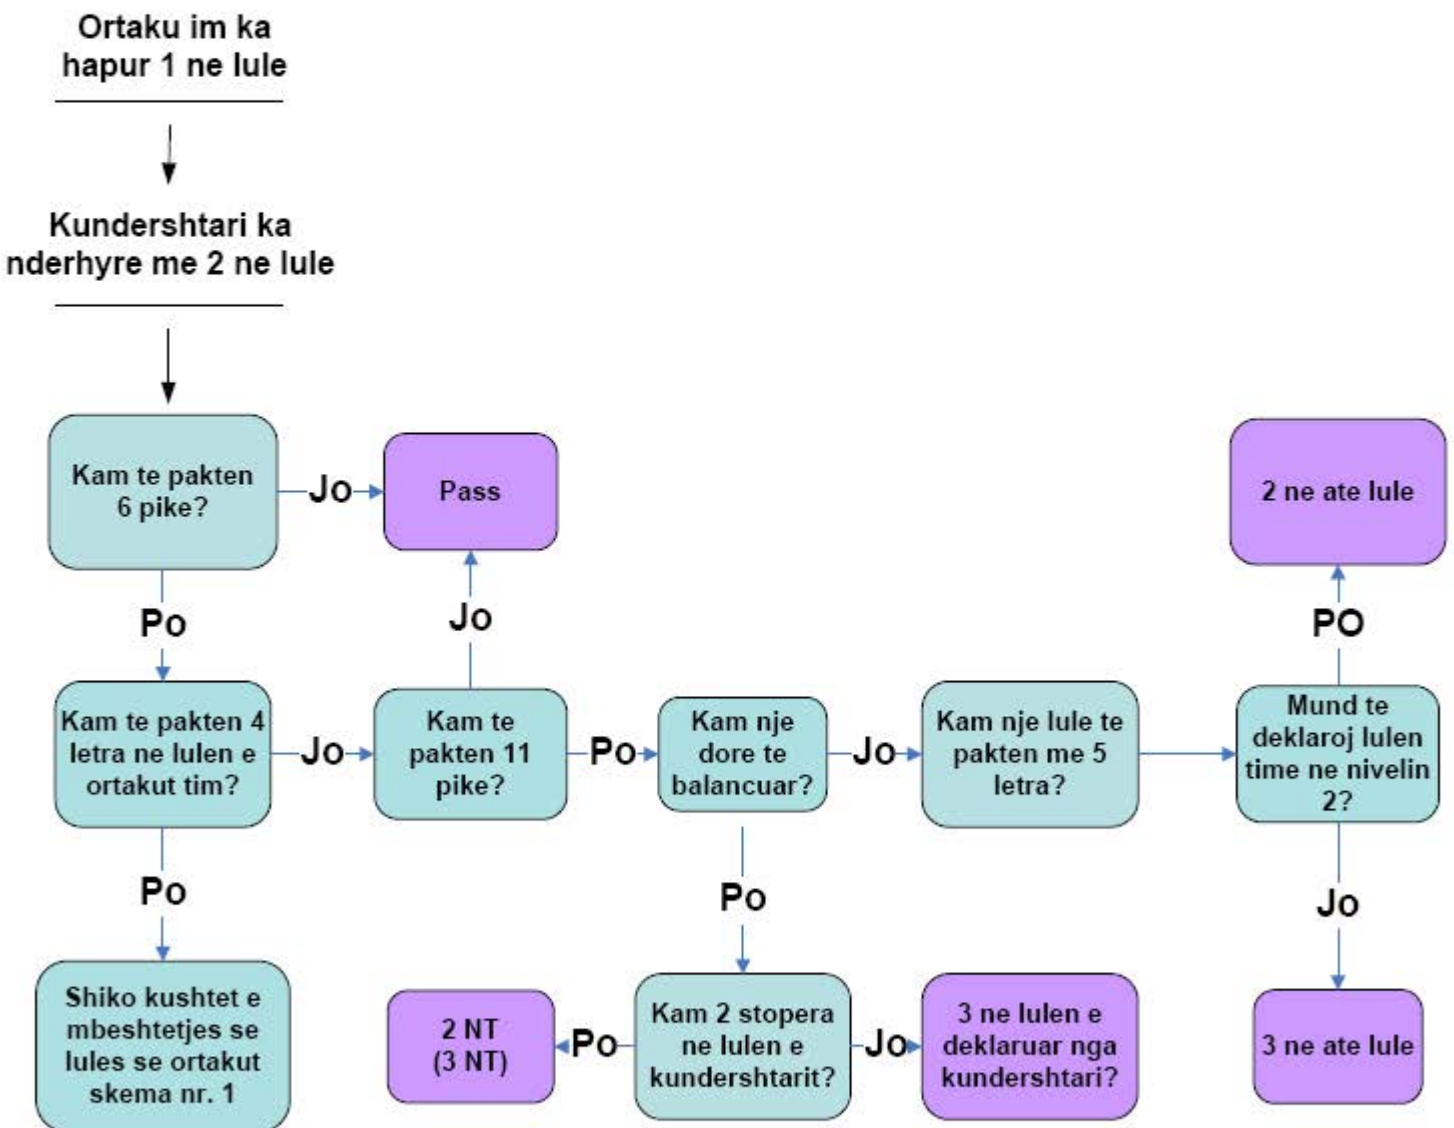 Ortaku im ka
hapur 1 ne lule
Kundershtari ka
nderhyre me 2 ne lule
Kam te pakten
6 pike?
Jo
Pass
2 ne ate lule
Po
Jo
PO
Kam te pakten 4
letra ne lulen e
ortakut tim?
Jo
Kam te
pakten 11
pike?
Po
Kam nje
dore te
balancuar?
Jo
Kam nje lule te
pakten me 5
letra?
Mund te
deklaroj lulen
time ne nivelin
2?
Po
Po
Jo
Shiko kushtet e
mbeshtetjes se
lules se ortakut
skema nr. 1
2 NT
(3 NT)
Po
Kam 2 stopera
ne lulen e
kundershtarit?
Jo
3 ne lulen e
deklaruar nga
kundershtari?
3 ne ate lule